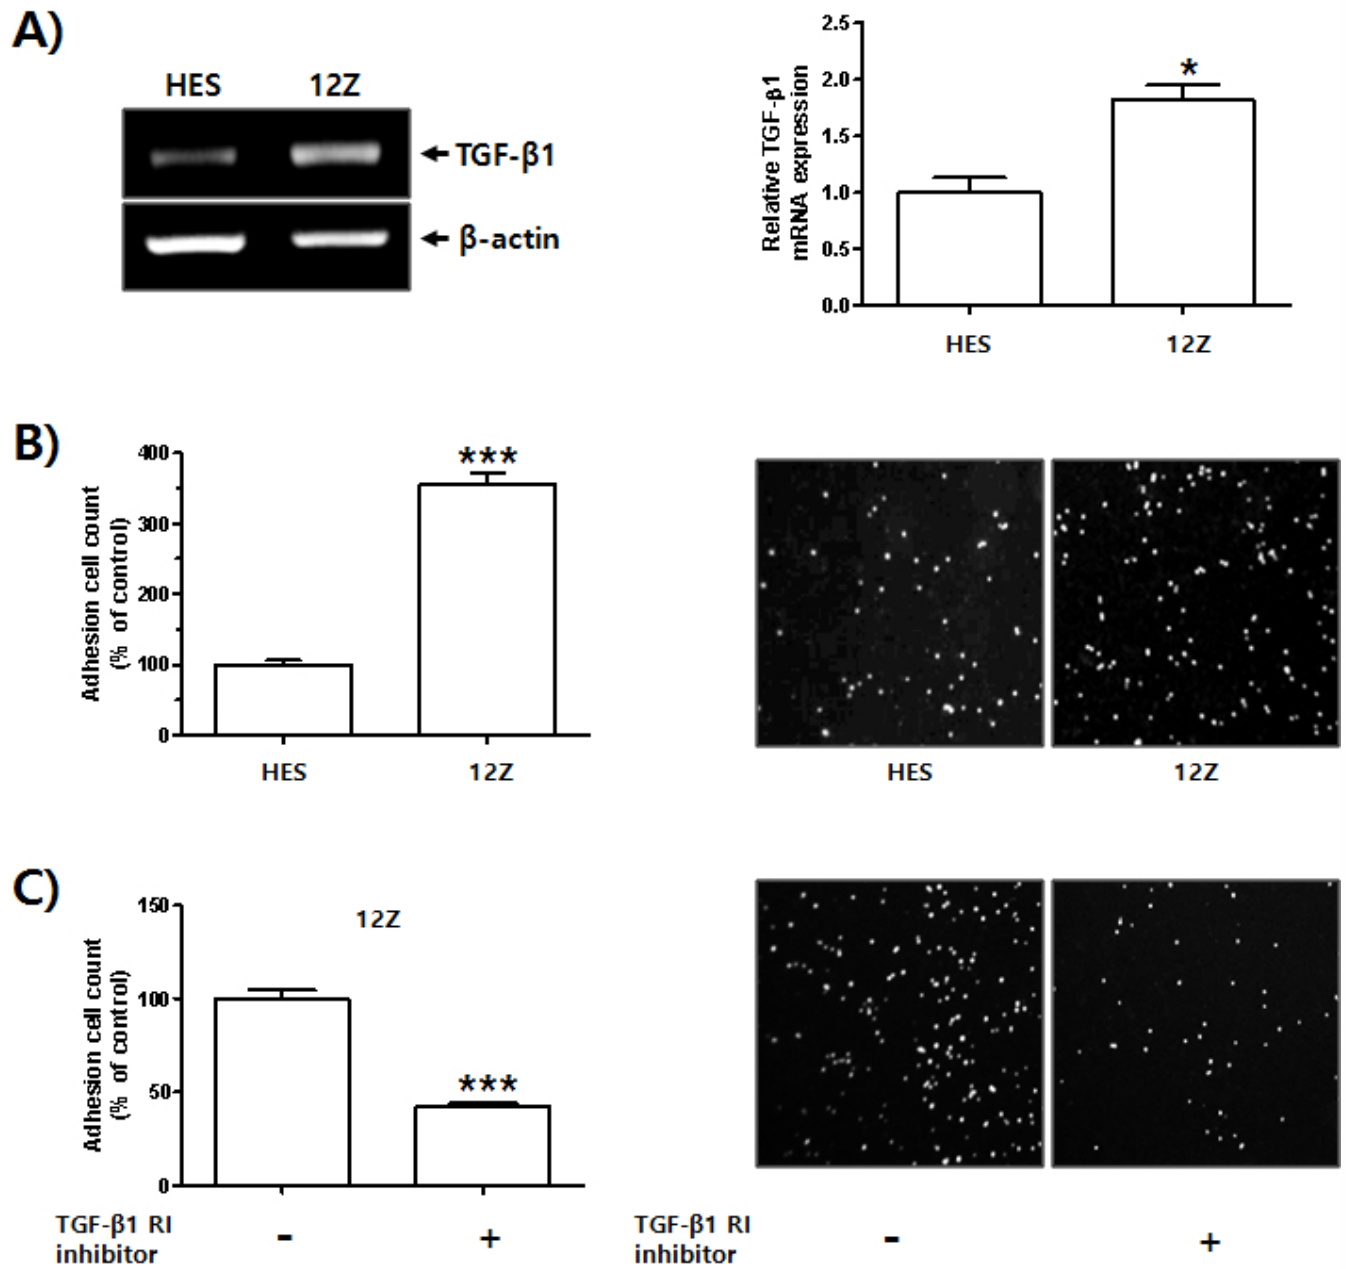 A)
HES 12Z
TGF-β1
β-actin
Relative TGF-β1
mRNA expression
2.5
2.0
1.5
1.0
0.5
0.0
*
HES 12Z
B)
Adhesion cell count
(% of control)
400
300
200
100
0
***
HES 12Z
HES 12Z
C)
Adhesion cell count
(% of control)
150
100
50
0
12Z
***
TGF-β1 RI
inhibitor
- +
TGF-β1 RI
inhibitor
- +